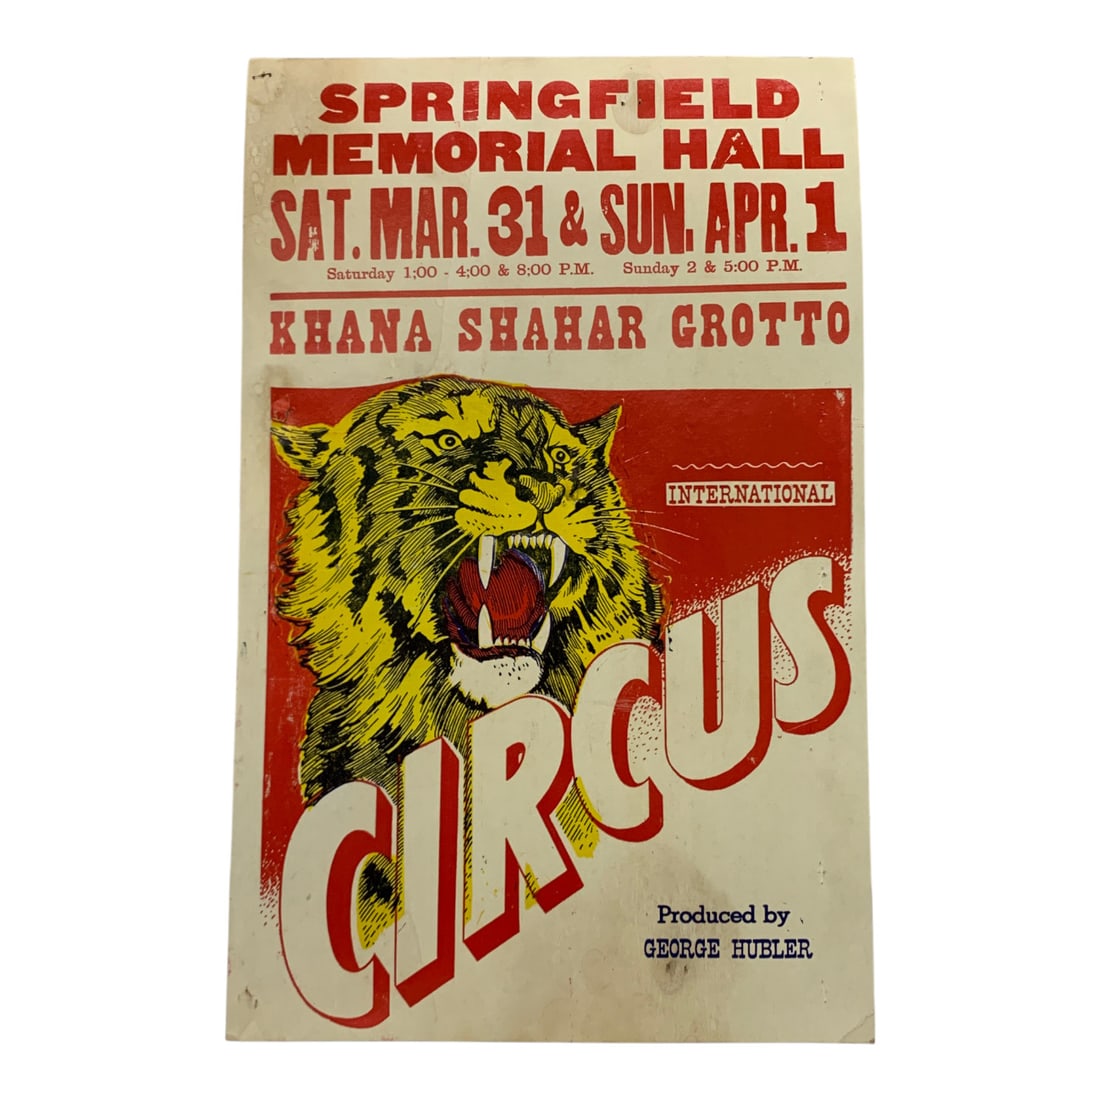 SPRINGFIELD
MEMORIAL HALL
SAT. MAR. 31 & SUN. APR. 1
Saturday 1;00 - 4;00 & 8;00 P.M. Sunday 2 & 5:00 P.M.
KHANA SHAHAR GROTTO
INTERNATIONAL
CIRCUS
Produced by
GEORGE HUBLER